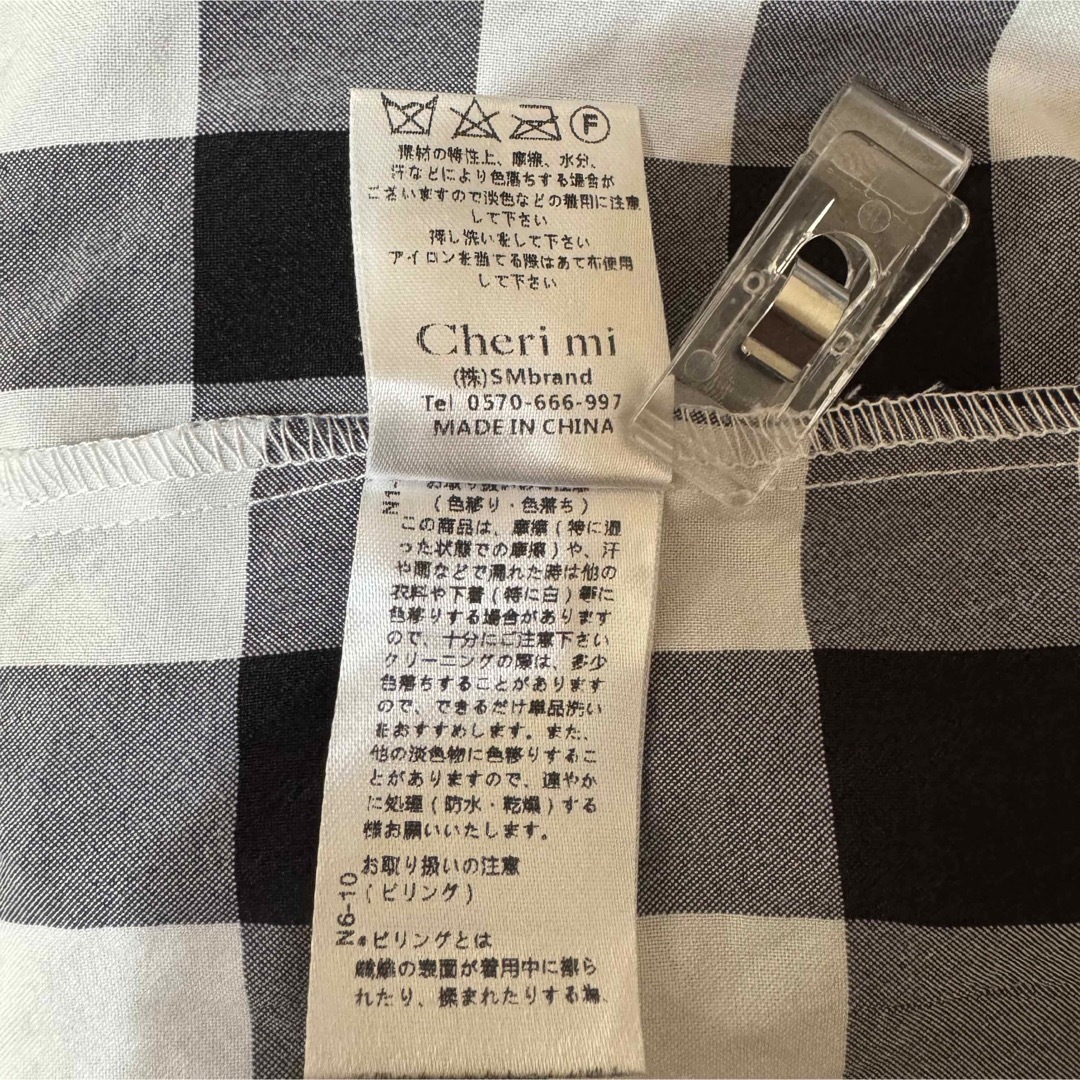 F
素材の特性上、摩擦、水分、
汗などにより色落ちする場合が
ございますので淡色などの着用に注意
して下さい
押し洗いをして下さい
アイロンを当てる際はあて布使用
して下さい
Cheri mi
(株)SMbrand
Tel 0570-666-997
MADE IN CHINA
(色移り・色落ち)
この商品は、摩擦(特に湿
った状態での摩擦)や、汗
や雨などで濡れた時は他の
衣料や下着(特に白)等に
色移りする場合があります
ので、十分にご注意下さい
クリーニングの際は、多少
色落ちすることがあります
ので、できるだけ単品洗い
をおすすめします。また、
他の淡色物に色移りするこ
とがありますので、速やか
に処理(防水・乾燥)する
様お願いいたします。
お取り扱いの注意
(ピリング)
N6-10
*ピリングとは
繊維の表面が着用中に擦ら
れたり、揉まれたりする為、